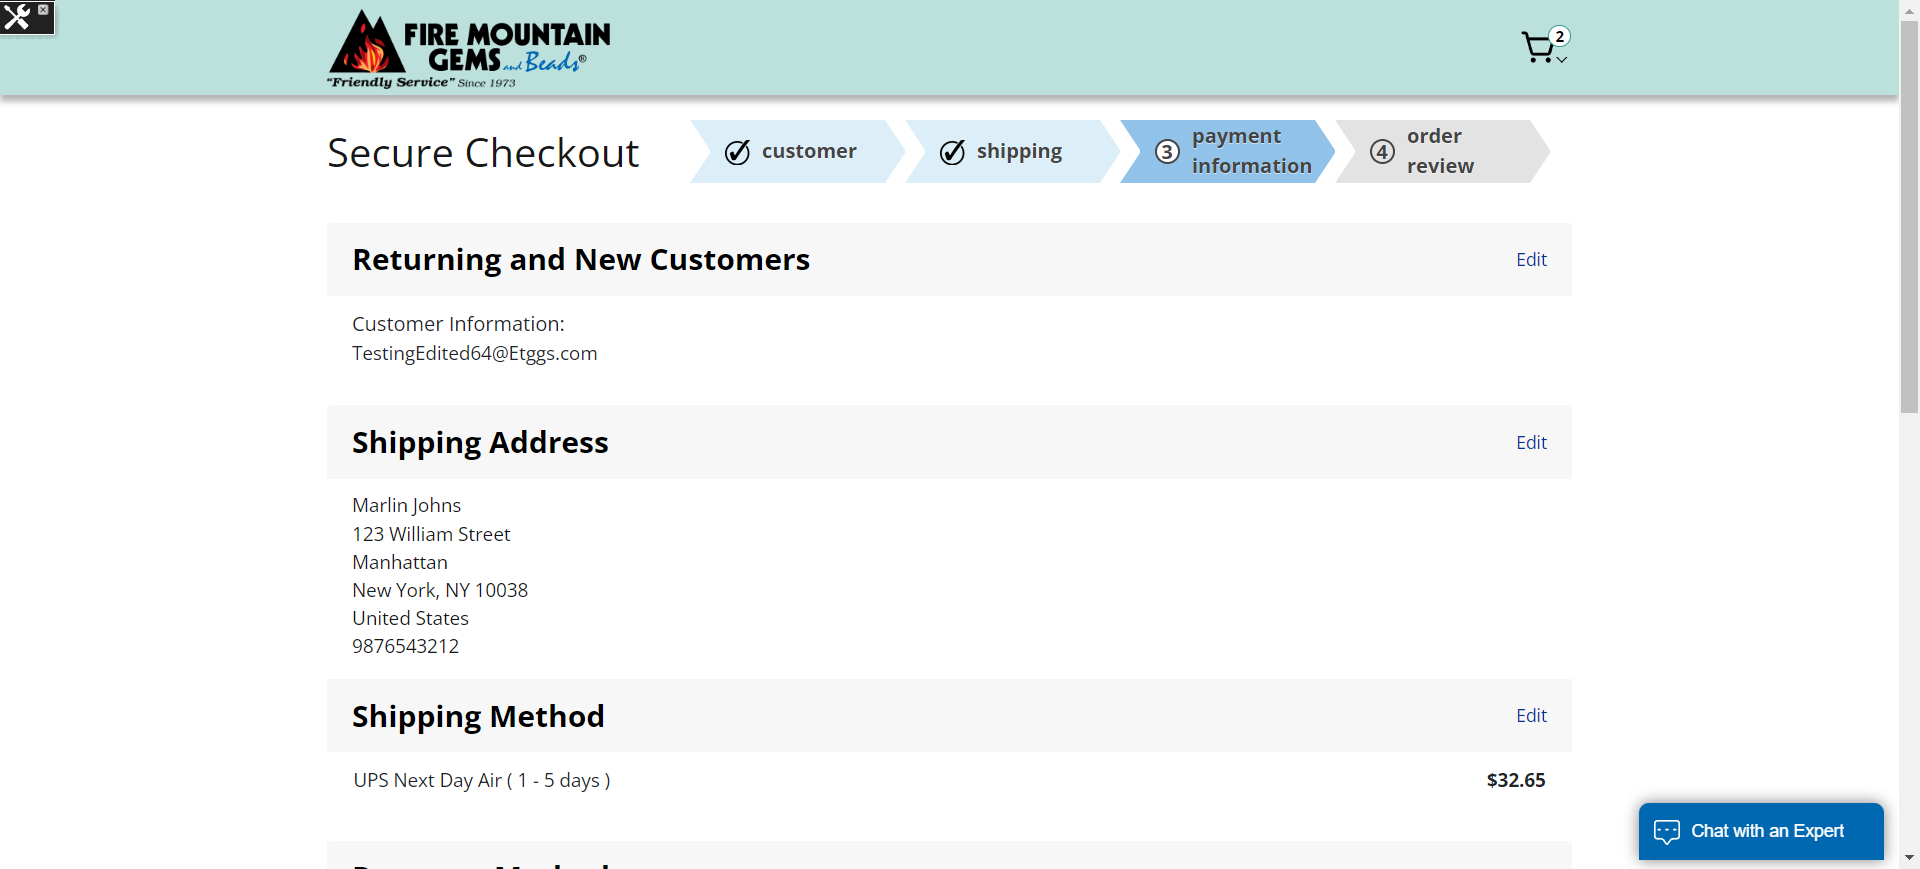 FIRE MOUNTAIN
GEMS and Beads®
"Friendly Service" Since 1973
2
Secure Checkout
customer
shipping
3 payment
information
4 order
review
Returning and New Customers
Edit
Customer Information:
TestingEdited64@Etggs.com
Shipping Address
Edit
Marlin Johns
123 William Street
Manhattan
New York, NY 10038
United States
9876543212
Shipping Method
Edit
UPS Next Day Air ( 1 - 5 days )
$32.65
Chat with an Expert